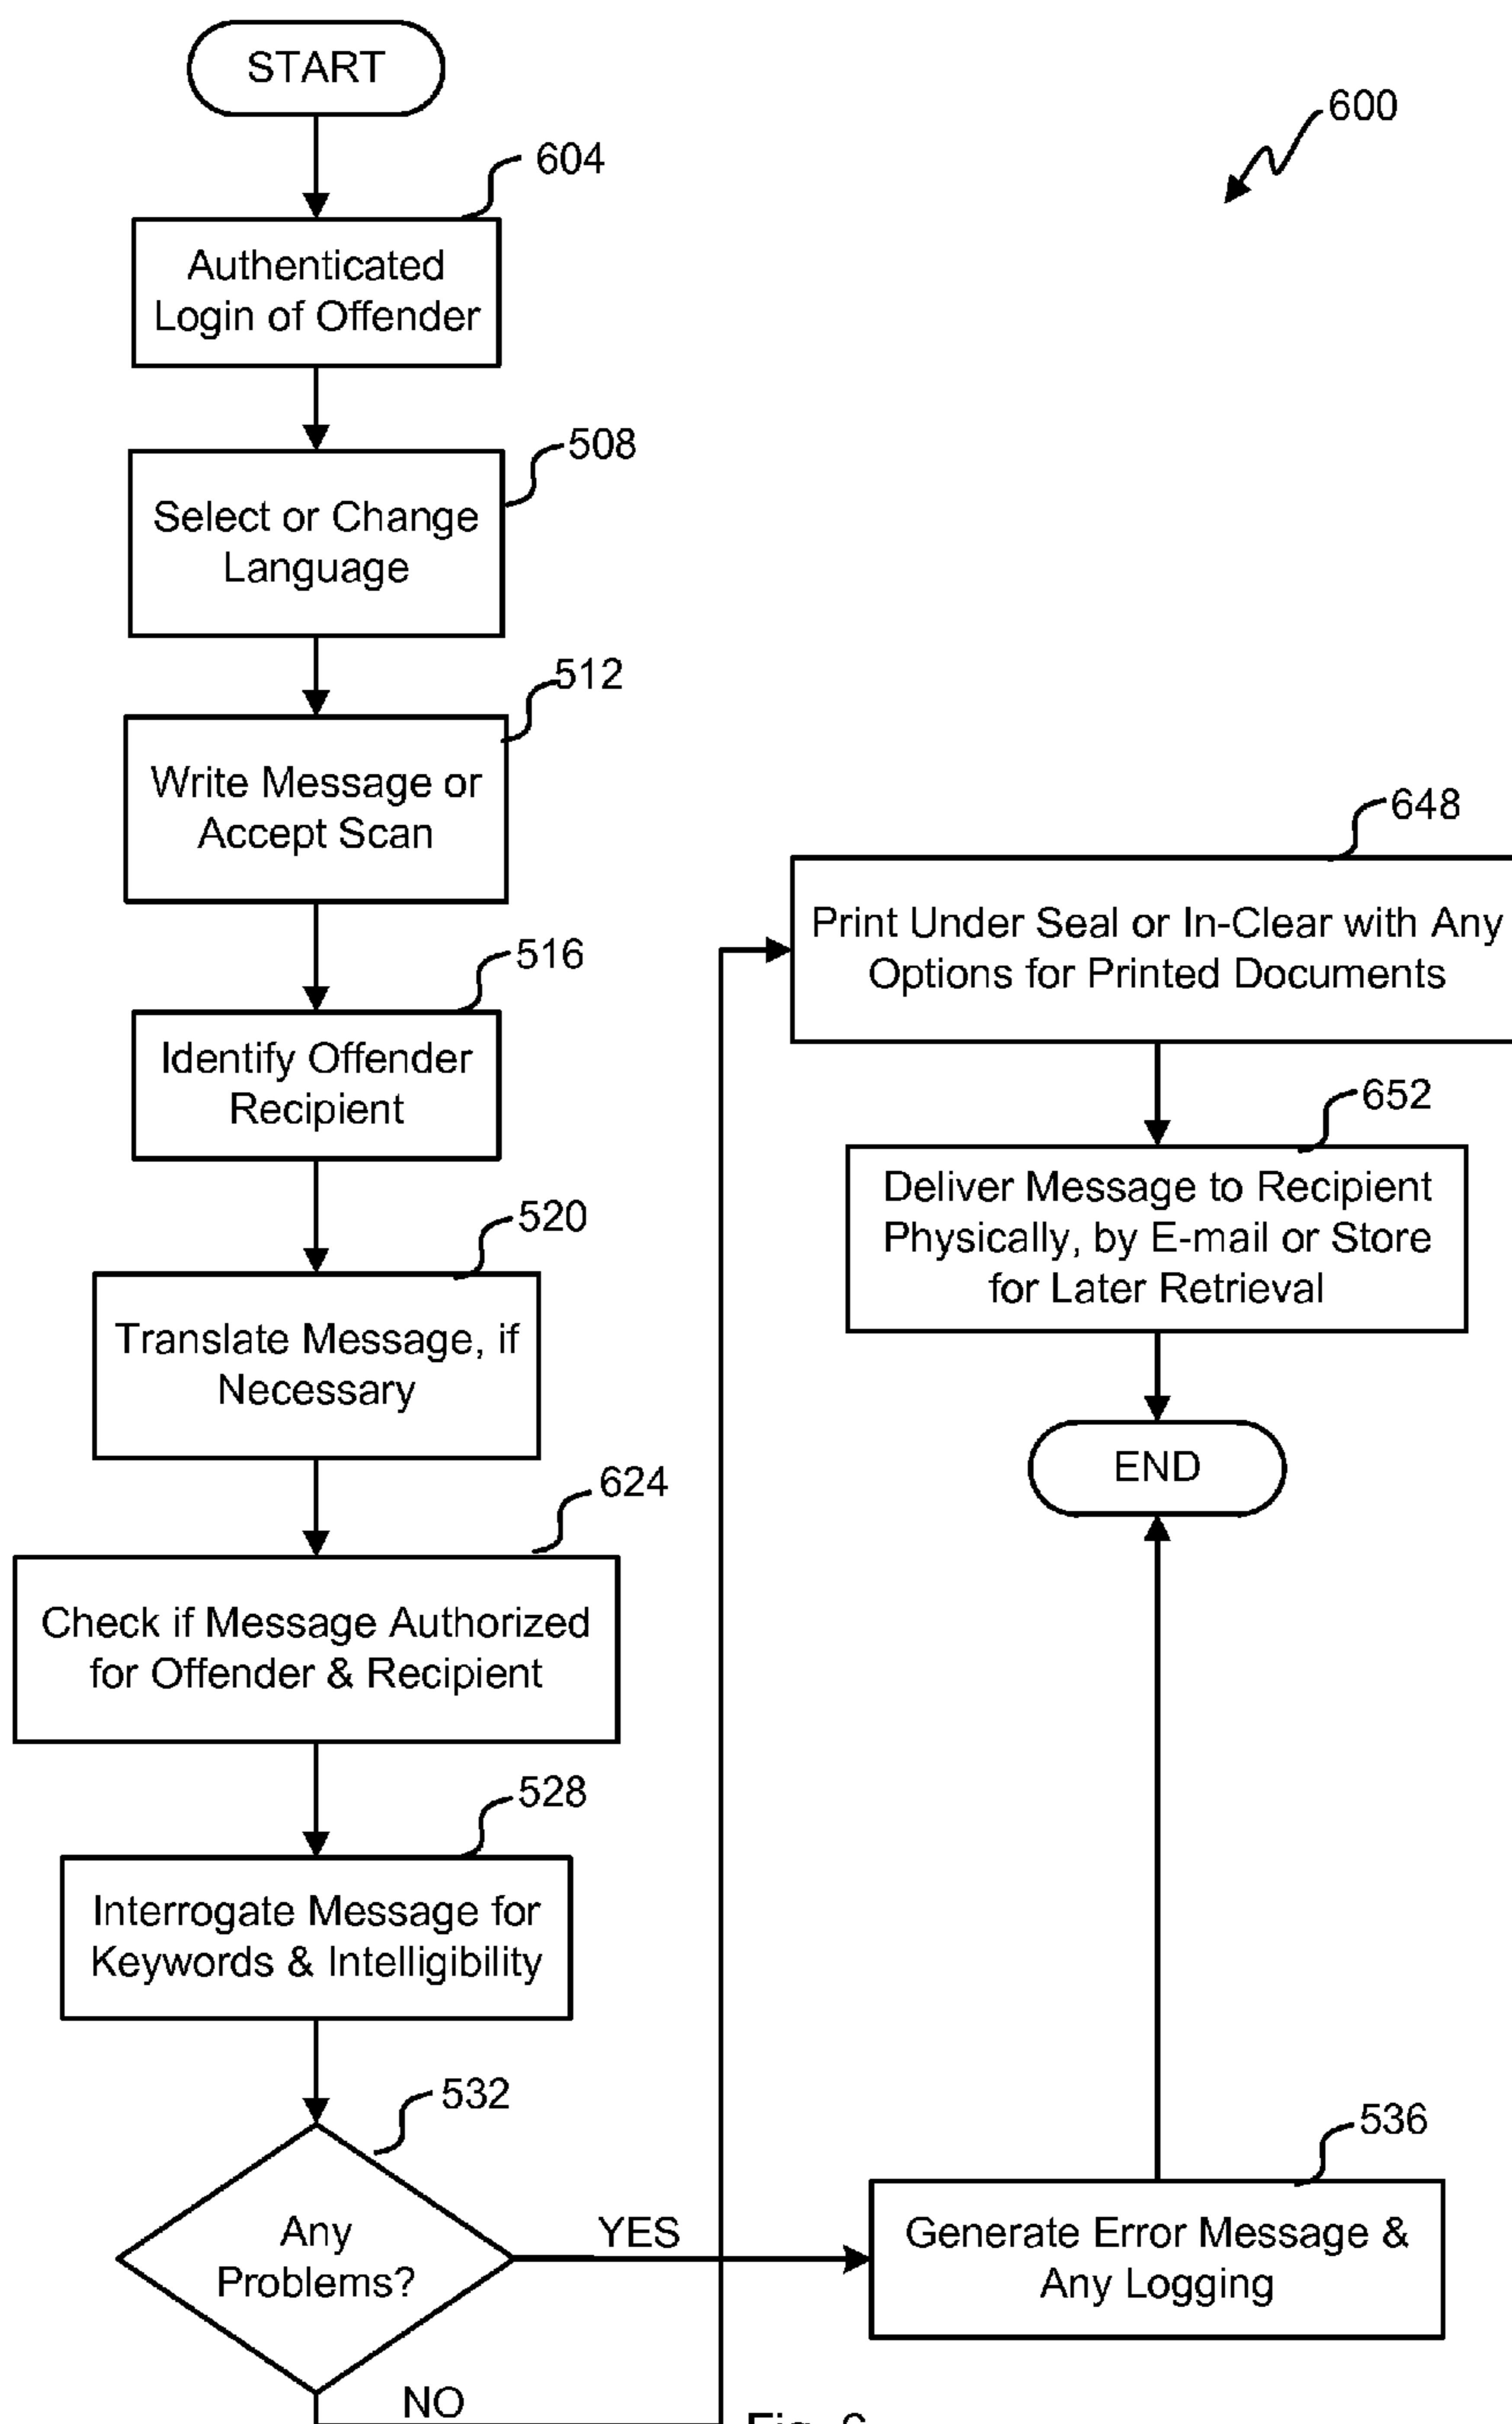 START
600
604
Authenticated
Login of Offender
508
Select or Change
Language
512
Write Message or
Accept Scan
516
Identify Offender
Recipient
520
Translate Message, if
Necessary
624
Check if Message Authorized
for Offender & Recipient
528
Interrogate Message for
Keywords & Intelligibility
532
Any
Problems?
YES
NO
648
Print Under Seal or In-Clear with Any
Options for Printed Documents
652
Deliver Message to Recipient
Physically, by E-mail or Store
for Later Retrieval
END
536
Generate Error Message &
Any Logging
Fig. 6